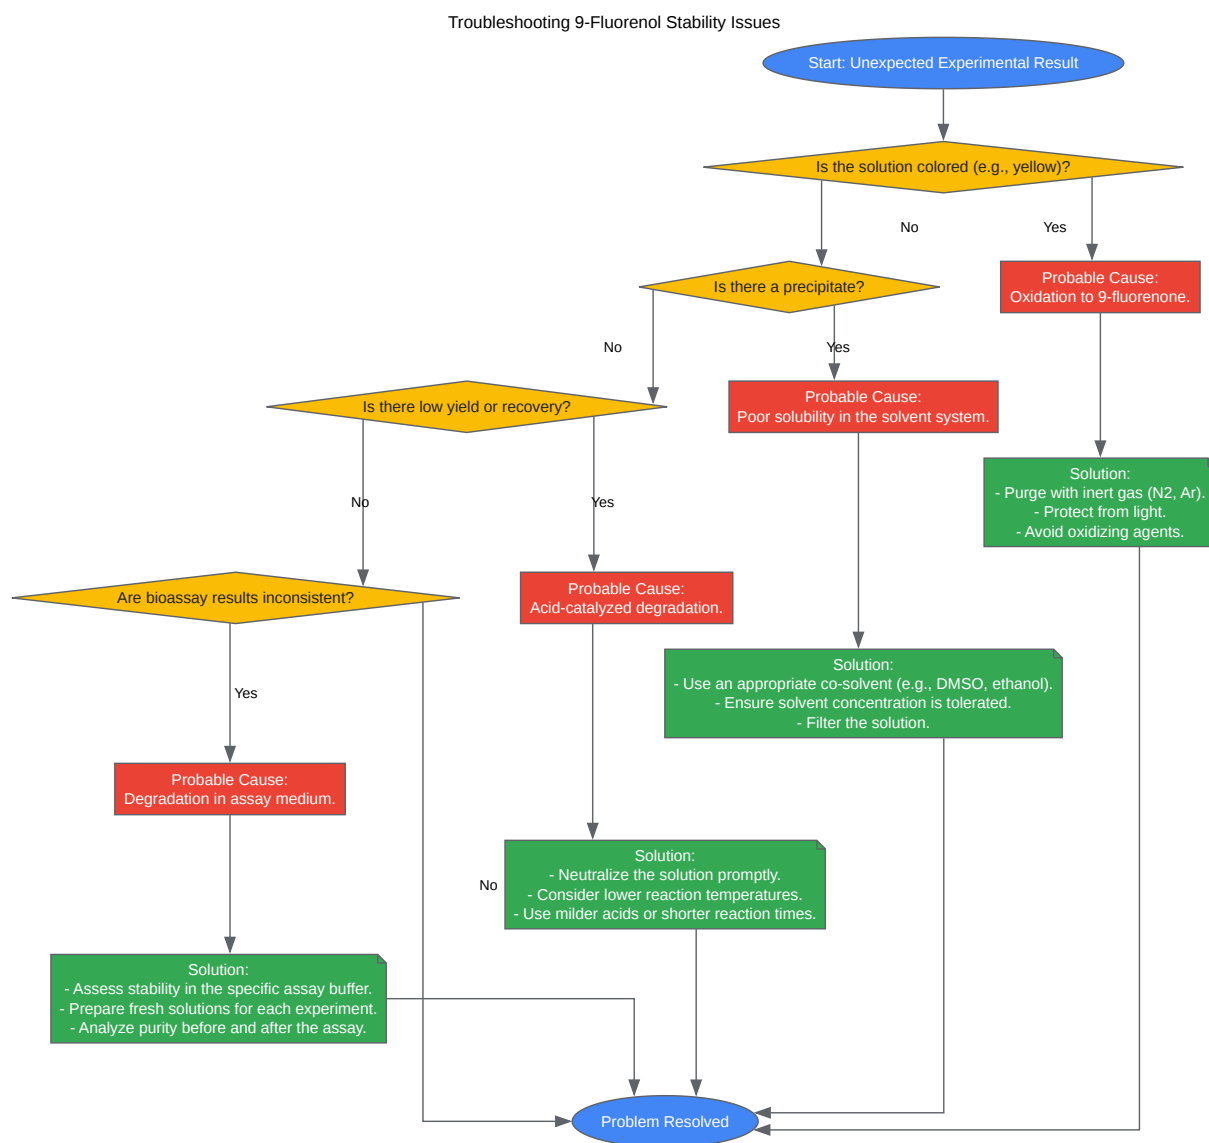 Troubleshooting 9-Fluorenol Stability Issues
Start: Unexpected Experimental Result
Is the solution colored (e.g., yellow)?
No
Yes
Is there a precipitate?
Probable Cause:
Oxidation to 9-fluorenone.
No
Yes
Is there low yield or recovery?
Probable Cause:
Poor solubility in the solvent system.
Solution:
- Purge with inert gas (N2, Ar).
- Protect from light.
- Avoid oxidizing agents.
No
Yes
Are bioassay results inconsistent?
Probable Cause:
Acid-catalyzed degradation.
Solution:
- Use an appropriate co-solvent (e.g., DMSO, ethanol).
- Ensure solvent concentration is tolerated.
- Filter the solution.
Yes
Probable Cause:
Degradation in assay medium.
No
Solution:
- Neutralize the solution promptly.
- Consider lower reaction temperatures.
- Use milder acids or shorter reaction times.
Solution:
- Assess stability in the specific assay buffer.
- Prepare fresh solutions for each experiment.
- Analyze purity before and after the assay.
Problem Resolved